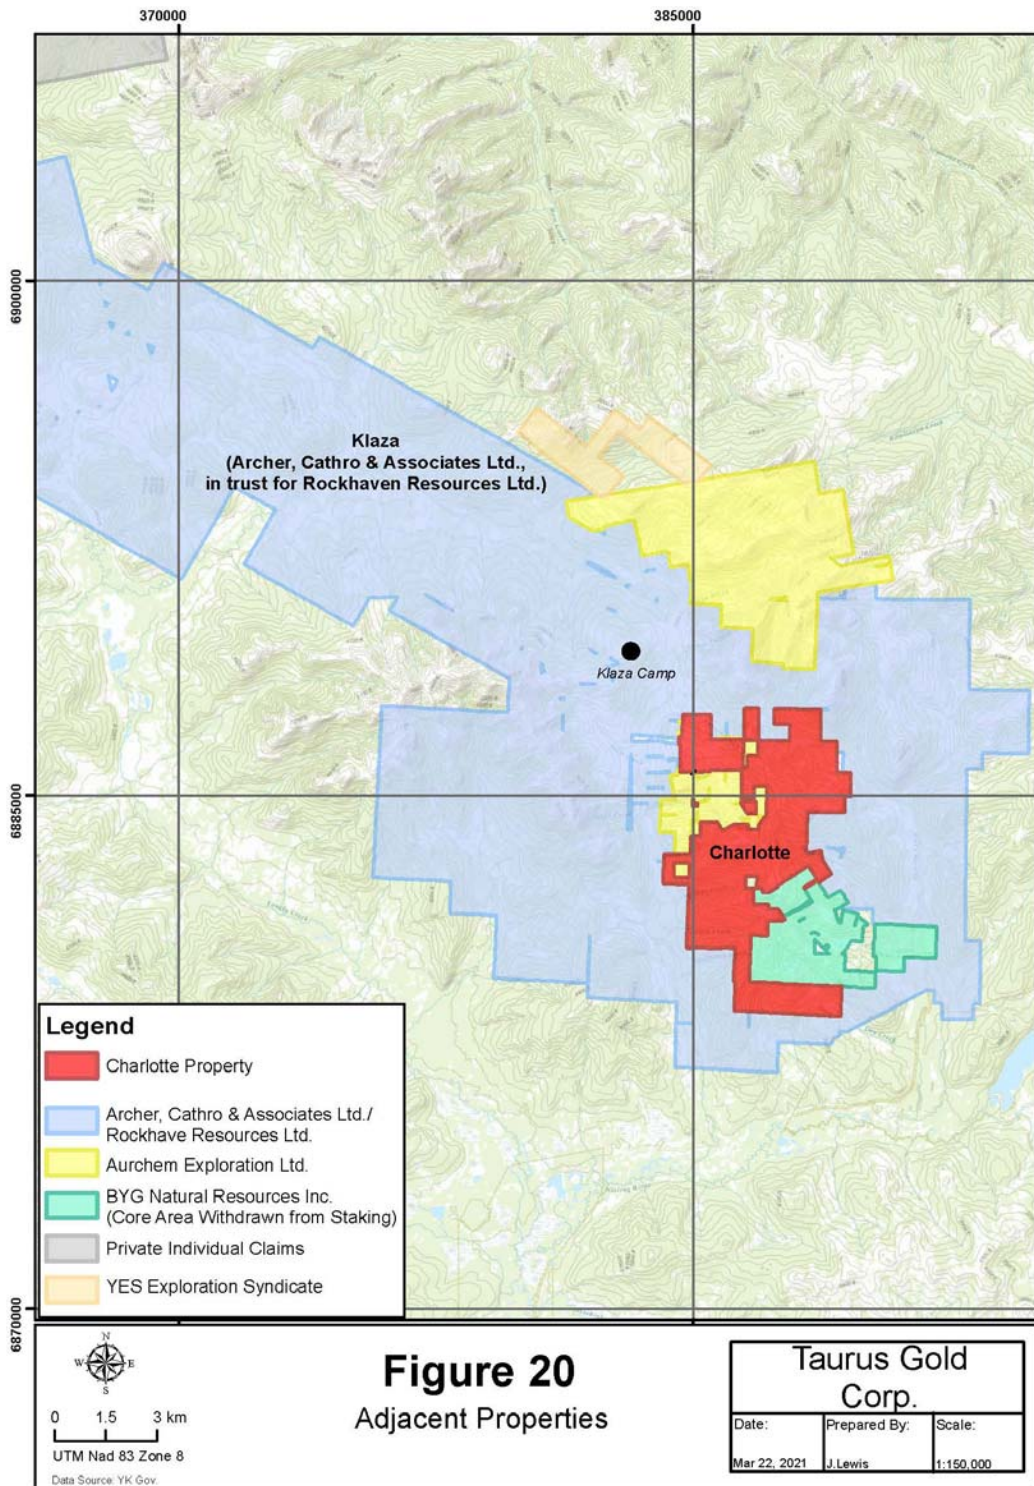 370000 385000
6900000
Klaza
(Archer, Cathro & Associates Ltd.,
in trust for Rockhaven Resources Ltd.)
Klaza Camp
6885000
Charlotte
Legend
Charlotte Property
Archer, Cathro & Associates Ltd./
Rockhave Resources Ltd.
Aurchem Exploration Ltd.
BYG Natural Resources Inc.
(Core Area Withdrawn from Staking)
Private Individual Claims
YES Exploration Syndicate
6870000
N
W E
S
0 1.5 3 km
UTM Nad 83 Zone 8
Data Source: YK Gov.
Figure 20
Adjacent Properties
Taurus Gold
Corp.
Date: Prepared By: Scale:
Mar 22, 2021 J.Lewis 1:150,000